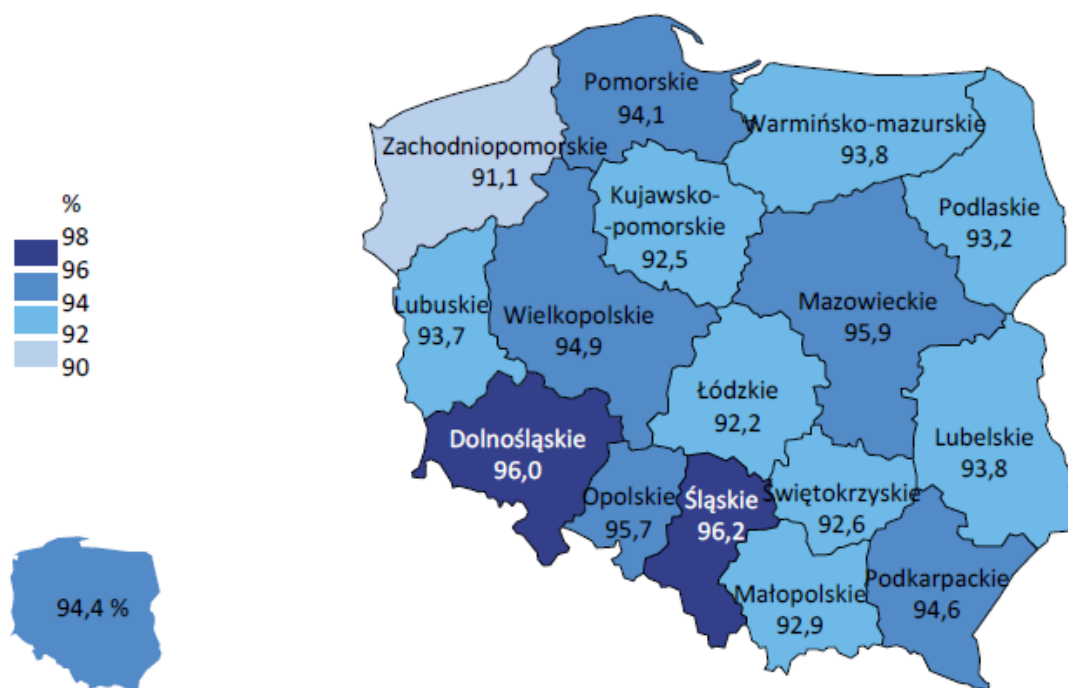 Pomorskie
94,1
Warmińsko-mazurskie
93,8
Zachodniopomorskie
91,1
Kujawsko-
-pomorskie
92,5
Podlaskie
93,2
%
98
96
94
92
90
Lubuskie
93,7
Wielkopolskie
94,9
Mazowieckie
95,9
Łódzkie
92,2
Dolnośląskie
96,0
Lubelskie
93,8
Opolskie
95,7
Śląskie
96,2
Świętokrzyskie
92,6
Małopolskie
92,9
Podkarpackie
94,6
94,4 %